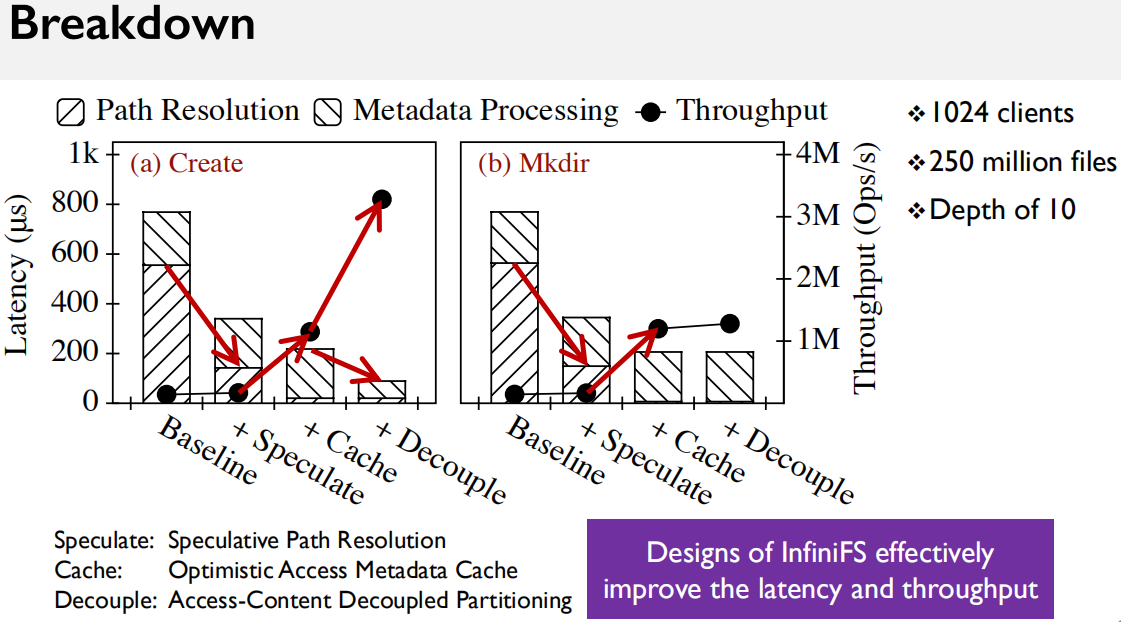 Breakdown
Path Resolution Metadata Processing Throughput
(a) Create
1k
800
600
400
200
0
Latency (μs)
Baseline
+ Speculate
+ Cache
+ Decouple
(b) Mkdir
4M
3M
2M
1M
Throughput (Ops/s)
Baseline
+ Speculate
+ Cache
+ Decouple
❖1024 clients
❖250 million files
❖Depth of 10
Speculate: Speculative Path Resolution
Cache: Optimistic Access Metadata Cache
Decouple: Access-Content Decoupled Partitioning
Designs of InfiniFS effectively
improve the latency and throughput